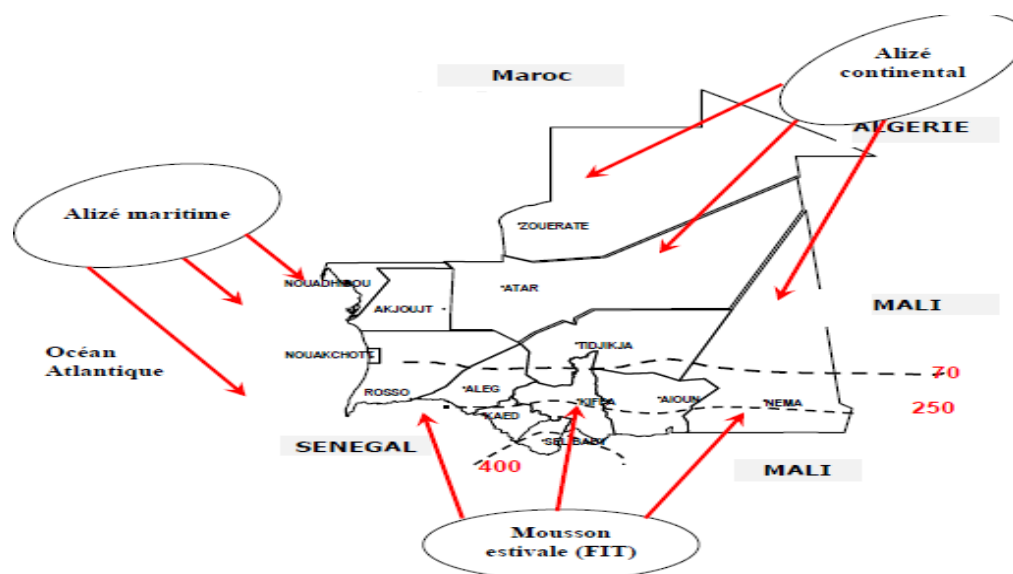 Alizé
continental
Maroc
ALGERIE
Alizé maritime
ZOUERATE
NOUADHIBOU
ATAR
AKJOUJT
MALI
Océan
Atlantique
NOUAKCHOTT
TIDJIKJA
70
ROSSO
ALEG
KIFFA
AIOUN
NEMA
250
KAED
SENEGAL
SELIBABY
400
MALI
Mousson
estivale (FIT)